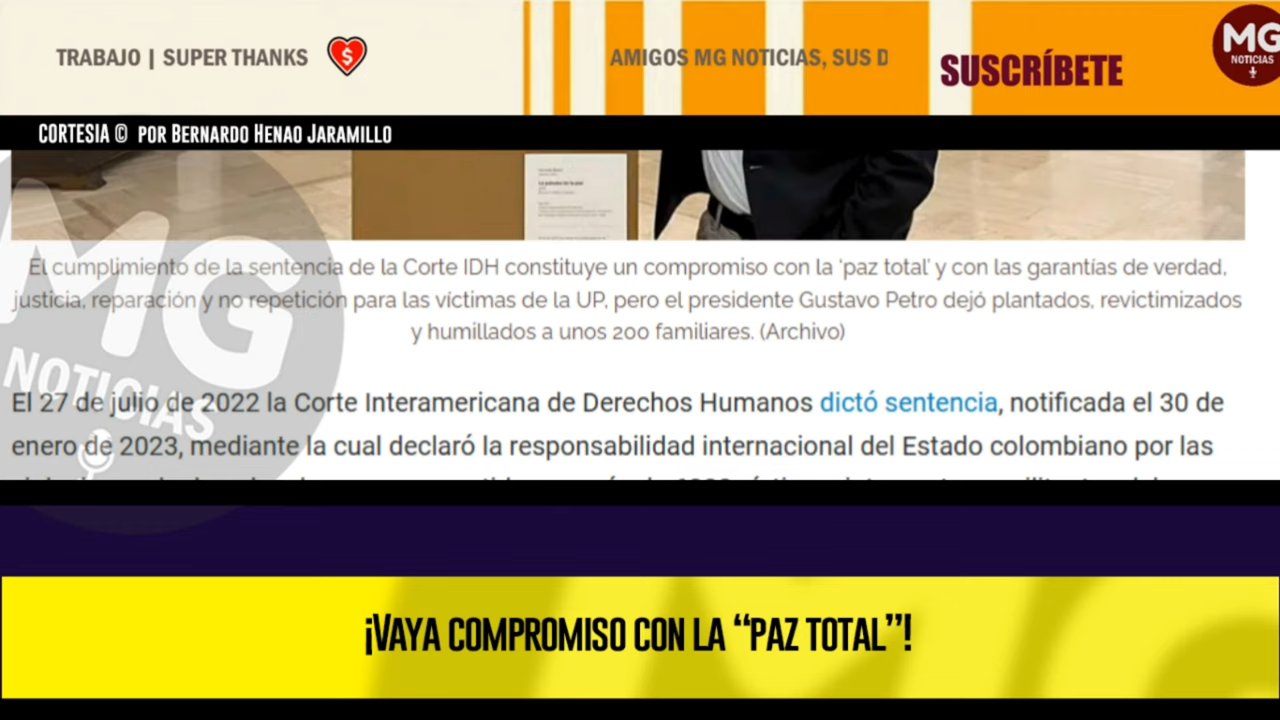 TRABAJO | SUPER THANKS
AMIGOS MG NOTICIAS, SUS D
SUSCRÍBETE
MG
NOTICIAS
CORTESIA © POR BERNARDO HENAO JARAMILLO
El cumplimiento de la sentencia de la Corte IDH constituye un compromiso con la 'paz total' y con las garantías de verdad,
justicia, reparación y no repetición para las víctimas de la UP, pero el presidente Gustavo Petro dejó plantados, revictimizados
y humillados a unos 200 familiares. (Archivo)
MG
NOTICIAS
El 27 de julio de 2022 la Corte Interamericana de Derechos Humanos dictó sentencia, notificada el 30 de
enero de 2023, mediante la cual declaró la responsabilidad internacional del Estado colombiano por las
¡VAYA COMPROMISO CON LA “PAZ TOTAL”!